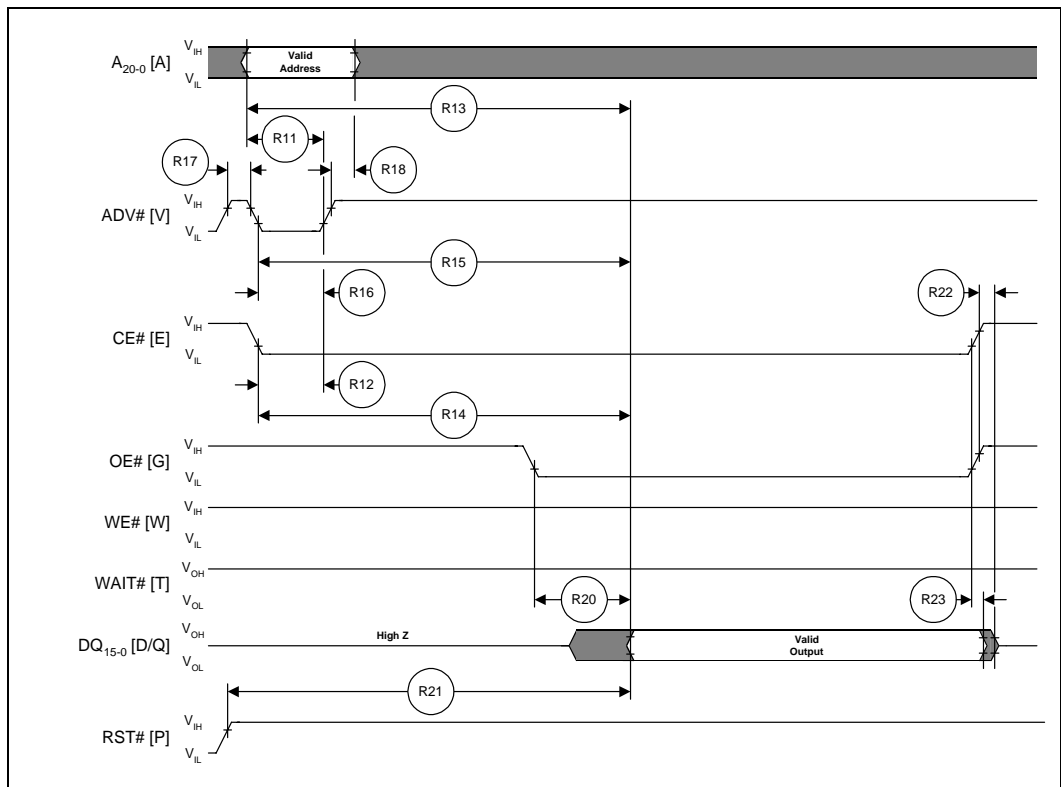 A20-0 [A]
VIH
VIL
Valid
Address
R13
R11
R17
R18
ADV# [V]
VIH
VIL
R15
R16
R22
CE# [E]
VIH
VIL
R12
R14
OE# [G]
VIH
VIL
WE# [W]
VIH
VIL
WAIT# [T]
VOH
VOL
R20
R23
DQ15-0 [D/Q]
VOH
VOL
High Z
Valid
Output
R21
RST# [P]
VIH
VIL